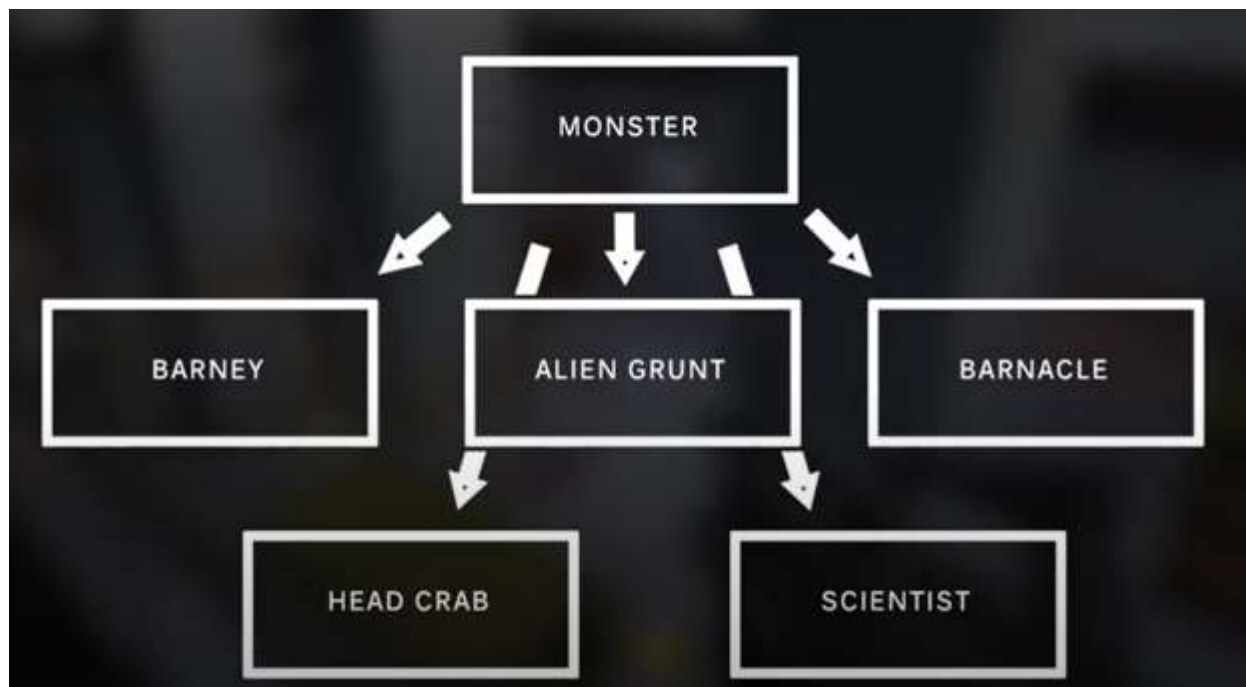 MONSTER
BARNEY
ALIEN GRUNT
BARNACLE
HEAD CRAB
SCIENTIST